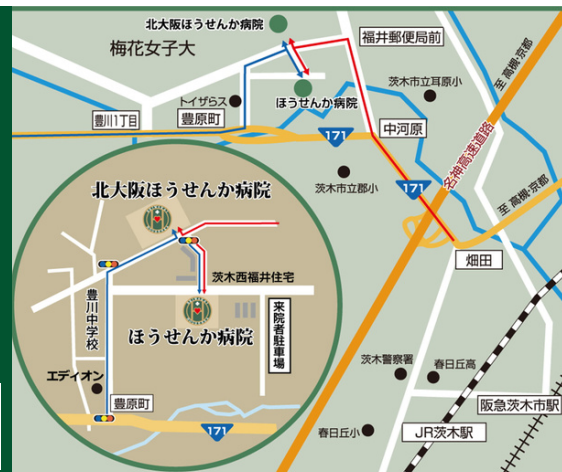 北大阪ほうせんか病院
梅花女子大
福井郵便局前
茨木市立耳原小
至 高槻・京都
ほうせんか病院
トイザらス
豊川1丁目
豊原町
171
中河原
名神高速道路
茨木市立郡小
171
至 高槻・京都
畑田
北大阪ほうせんか病院
茨木西福井住宅
豊川中学校
ほうせんか病院
来院者駐車場
エディオン
豊原町
171
茨木警察署
春日丘高
阪急茨木市駅
春日丘小
JR茨木駅